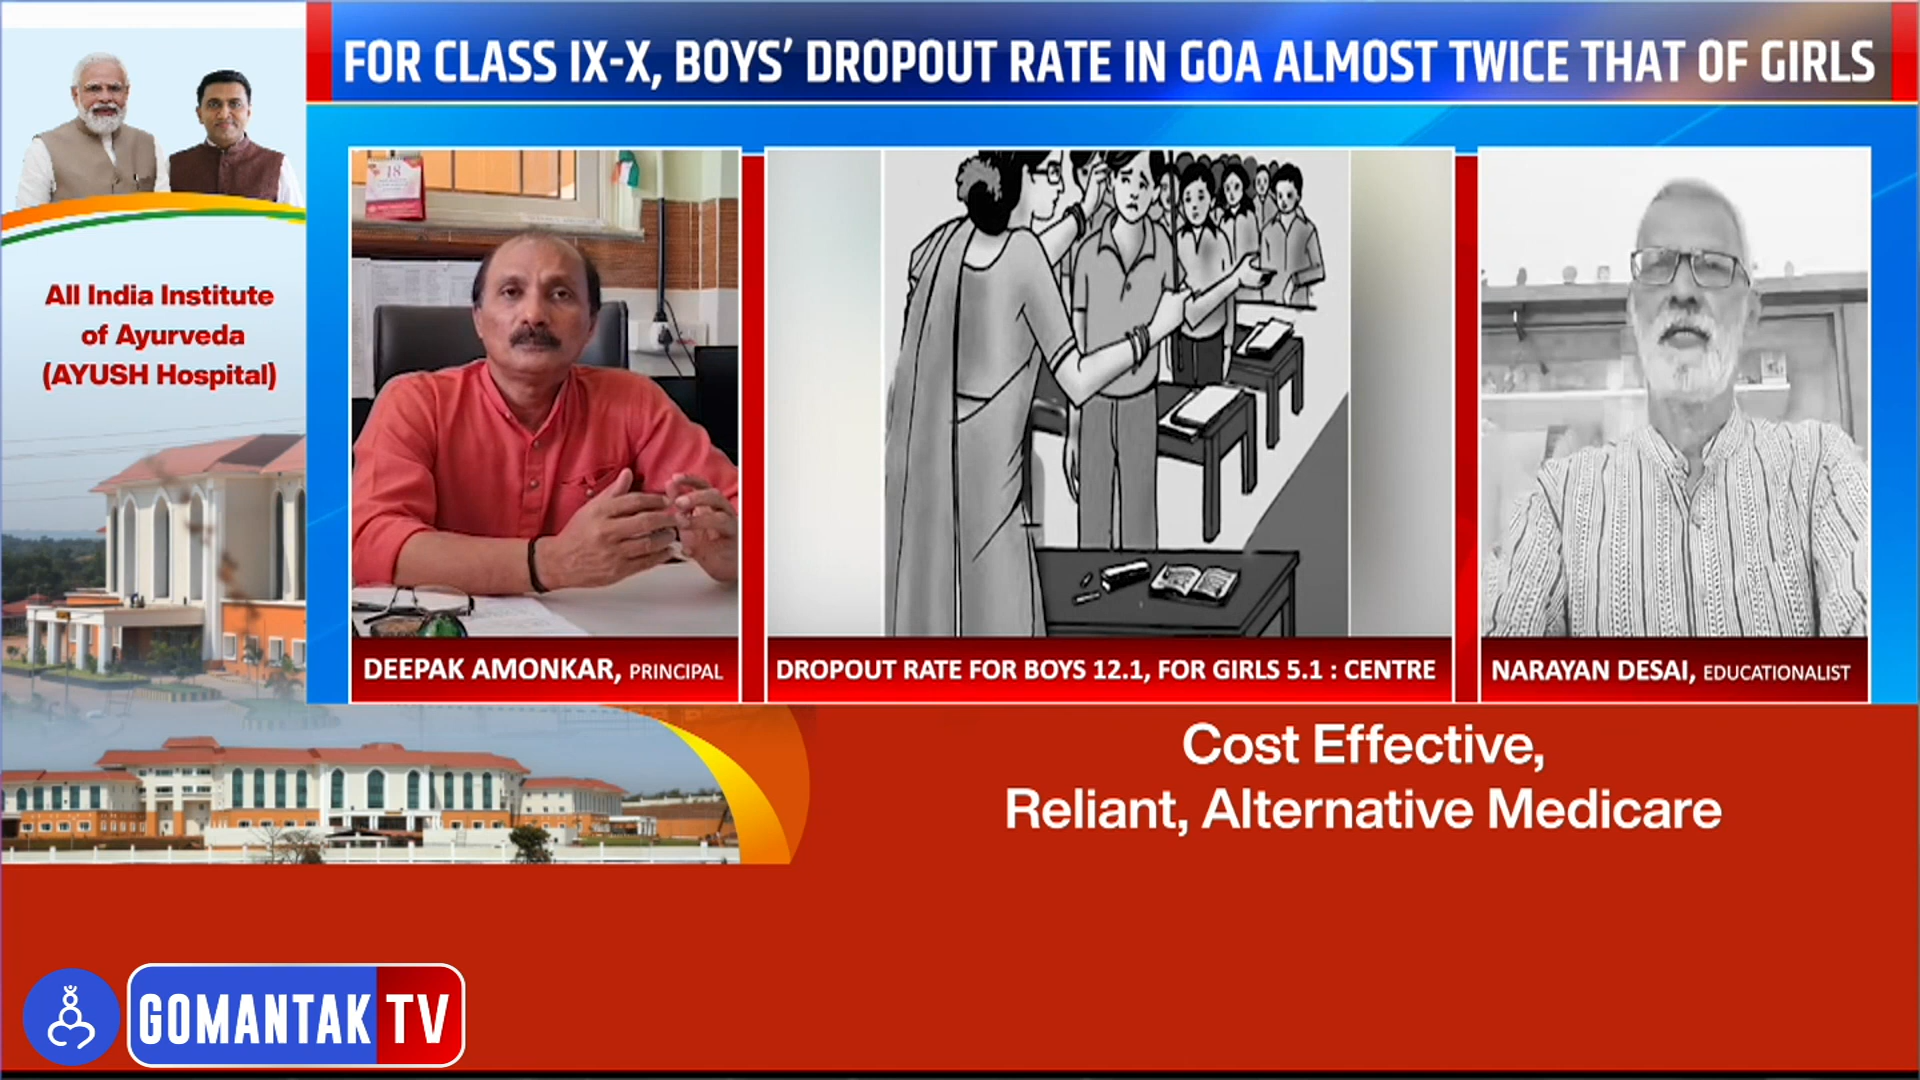 FOR CLASS IX-X, BOYS' DROPOUT RATE IN GOA ALMOST TWICE THAT OF GIRLS
All India Institute
of Ayurveda
(AYUSH Hospital)
18
DEEPAK AMONKAR, PRINCIPAL
DROPOUT RATE FOR BOYS 12.1, FOR GIRLS 5.1 : CENTRE
NARAYAN DESAI, EDUCATIONALIST
Cost Effective,
Reliant, Alternative Medicare
GOMANTAK TV